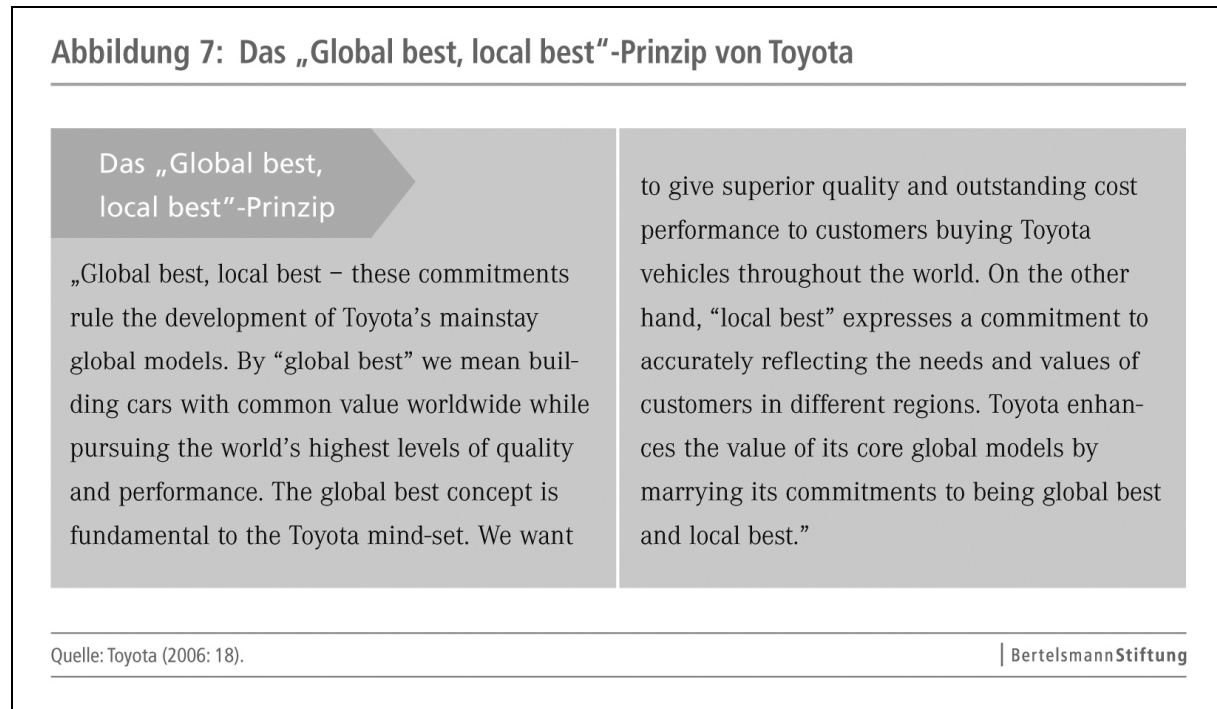 Abbildung 7: Das „Global best, local best“-Prinzip von Toyota
Das „Global best,
local best”-Prinzip
„Global best, local best – these commitments
rule the development of Toyota’s mainstay
global models. By “global best” we mean buil-
ding cars with common value worldwide while
pursuing the world’s highest levels of quality
and performance. The global best concept is
fundamental to the Toyota mind-set. We want
to give superior quality and outstanding cost
performance to customers buying Toyota
vehicles throughout the world. On the other
hand, “local best” expresses a commitment to
accurately reflecting the needs and values of
customers in different regions. Toyota enhan-
ces the value of its core global models by
marrying its commitments to being global best
and local best.”
Quelle: Toyota (2006: 18).
BertelsmannStiftung